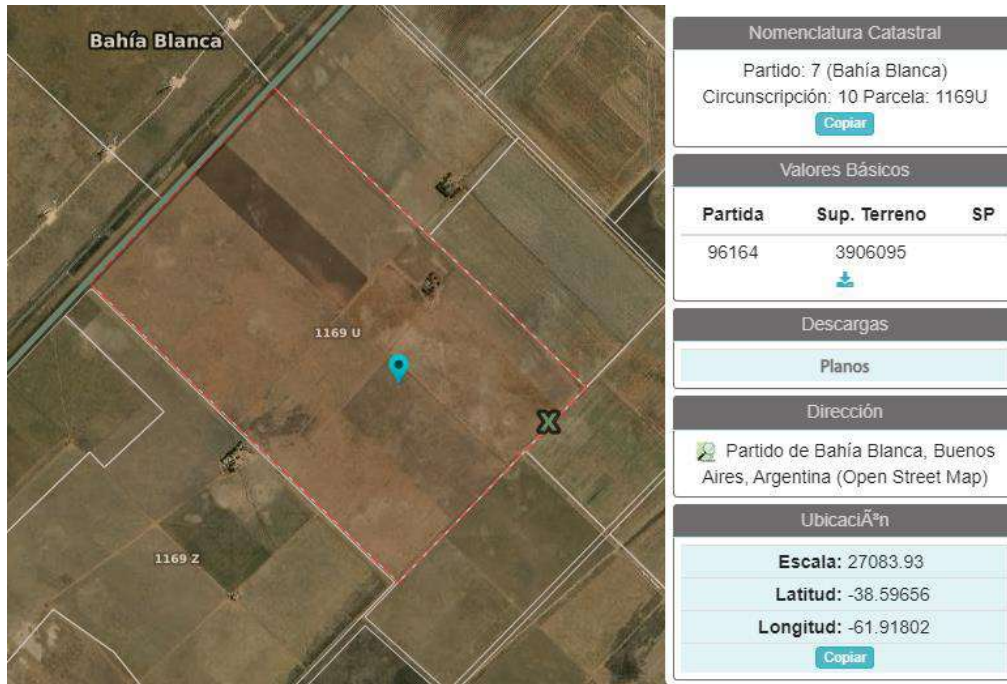 Bahía Blanca
1169 U
X
1169 Z
Nomenclatura Catastral
Partido: 7 (Bahía Blanca)
Circunscripción: 10 Parcela: 1169U
Copiar
Valores Básicos
Partida Sup. Terreno SP
96164 3906095
Descargas
Planos
Dirección
Partido de Bahía Blanca, Buenos
Aires, Argentina (Open Street Map)
UbicaciÃªn
Escala: 27083.93
Latitud: -38.59656
Longitud: -61.91802
Copiar